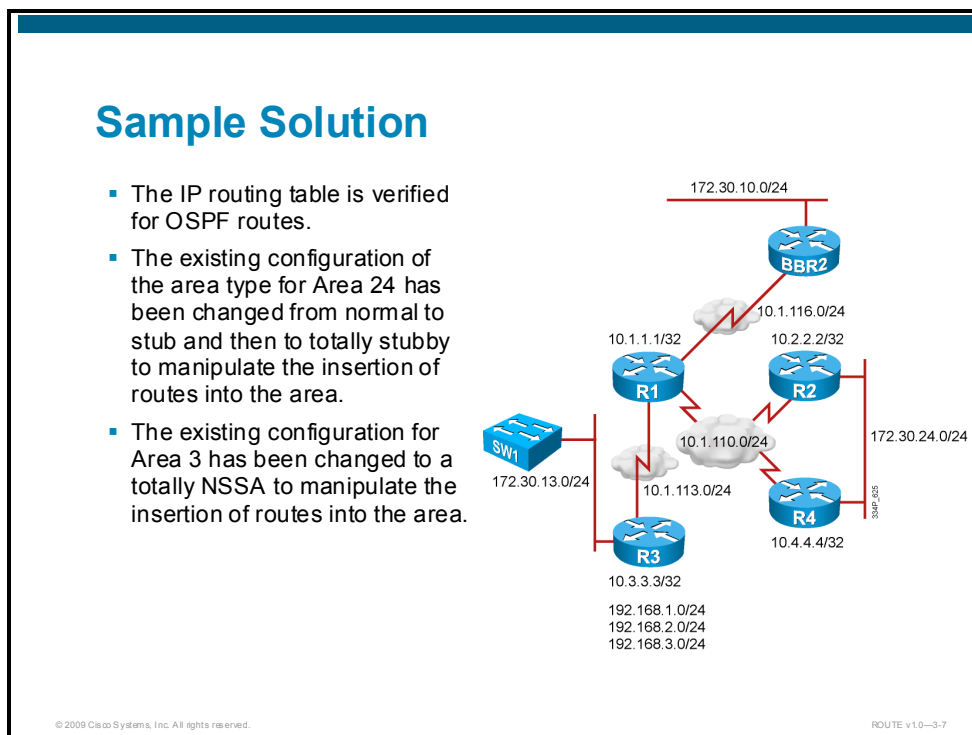 Sample Solution
The IP routing table is verified
for OSPF routes.
The existing configuration of
the area type for Area 24 has
been changed from normal to
stub and then to totally stubby
to manipulate the insertion of
routes into the area.
The existing configuration for
Area 3 has been changed to a
totally NSSA to manipulate the
insertion of routes into the area.
172.30.10.0/24
BBR2
10.1.116.0/24
10.1.1.1/32
10.2.2.2/32
R1
R2
SW1
10.1.110.0/24
172.30.24.0/24
172.30.13.0/24
10.1.113.0/24
R4
334P_625
10.4.4.4/32
R3
10.3.3.3/32
192.168.1.0/24
192.168.2.0/24
192.168.3.0/24
© 2009 Cisco Systems, Inc. All rights reserved.
ROUTE v1.0—3-7